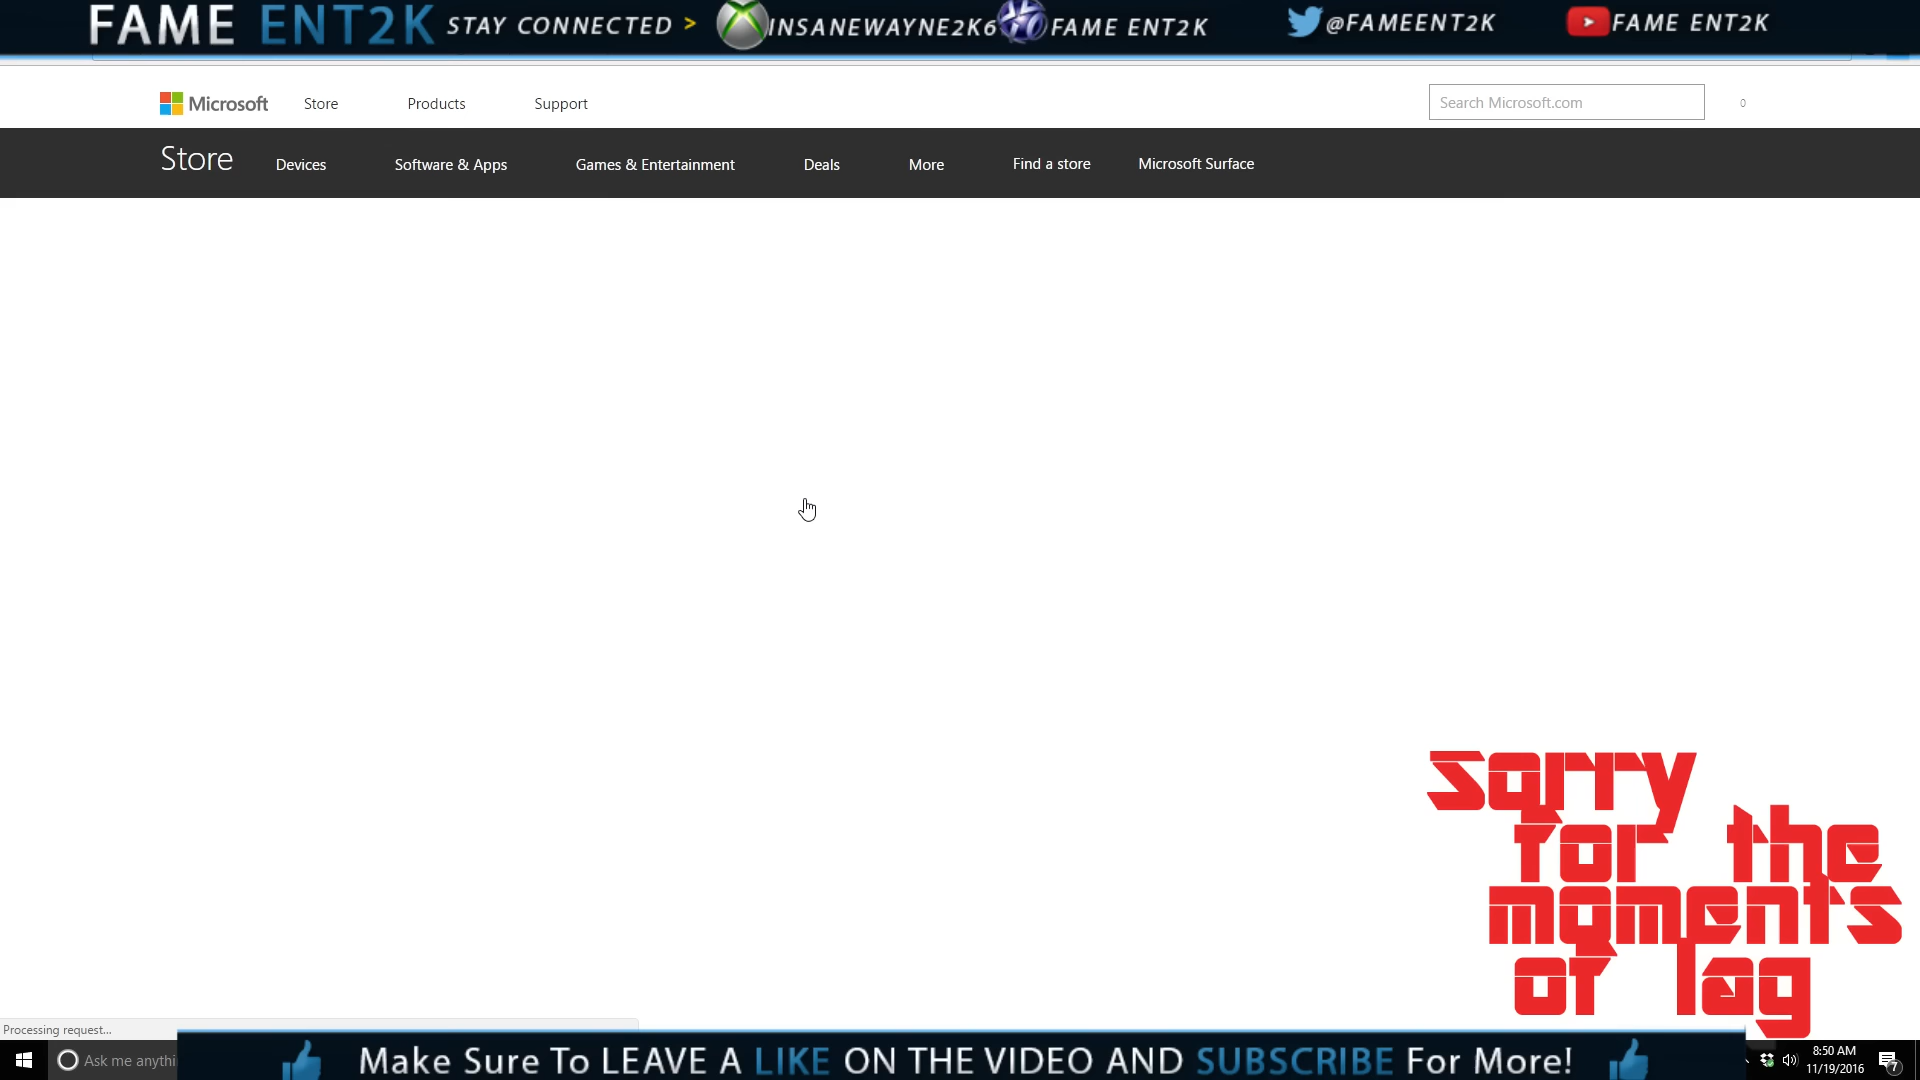 FAME ENT2K STAY CONNECTED > INSANEWAYNE2K6 FAME ENT2K @FAMEENT2K FAME ENT2K
Microsoft Store Products Support Search Microsoft.com 0
Store Devices Software & Apps Games & Entertainment Deals More Find a store Microsoft Surface
Sorry
for the
moments
of lag
Processing request...
Ask me anythi
Make Sure To LEAVE A LIKE ON THE VIDEO AND SUBSCRIBE For More!
8:50 AM
11/19/2016
7